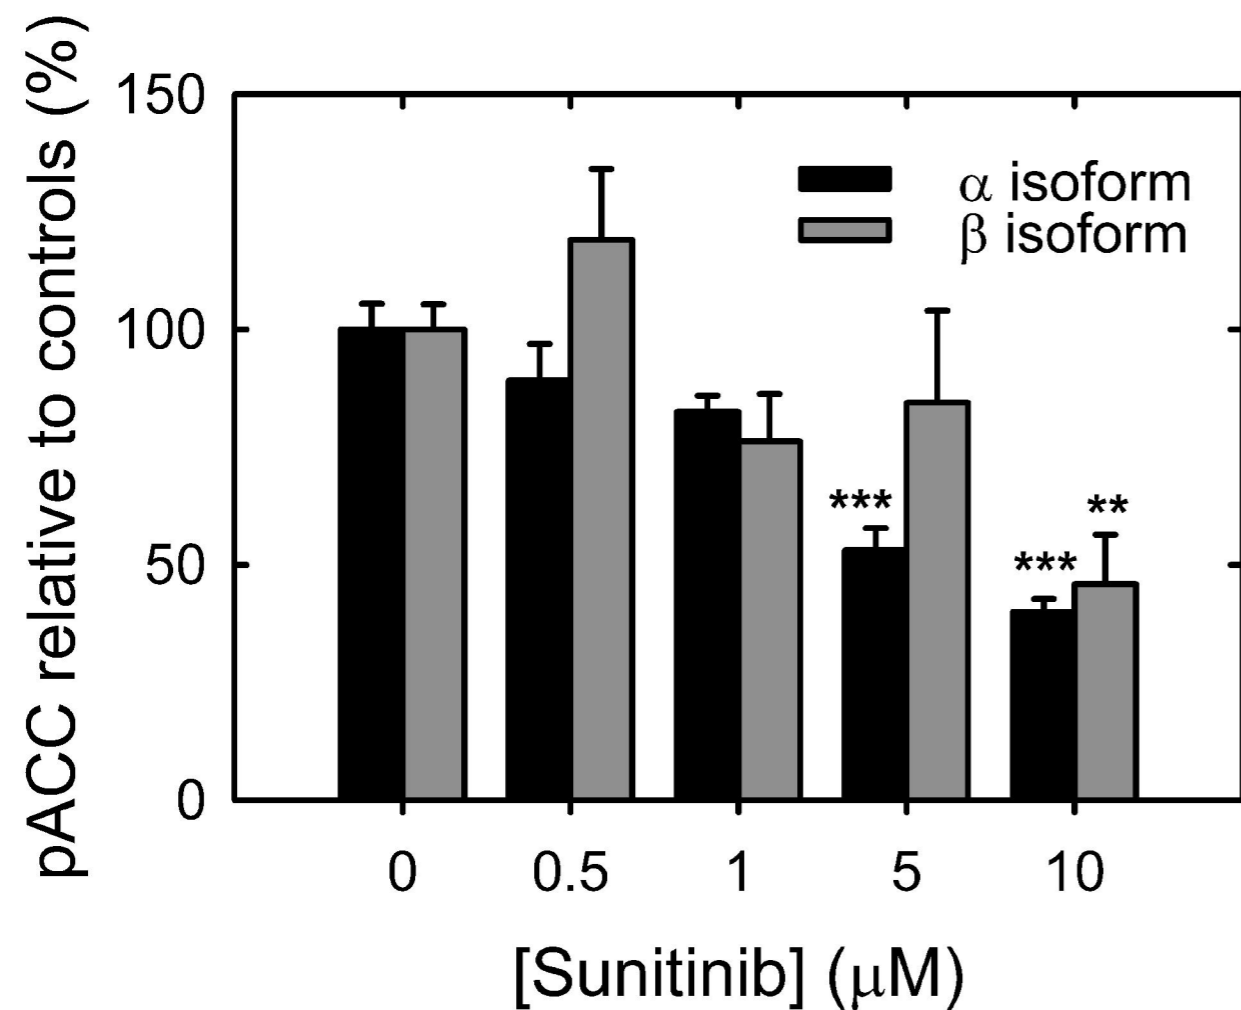 pACC relative to controls (%)
150
100
50
0
α isoform
β isoform
***
***
**
0 0.5 1 5 10
[Sunitinib] (μM)